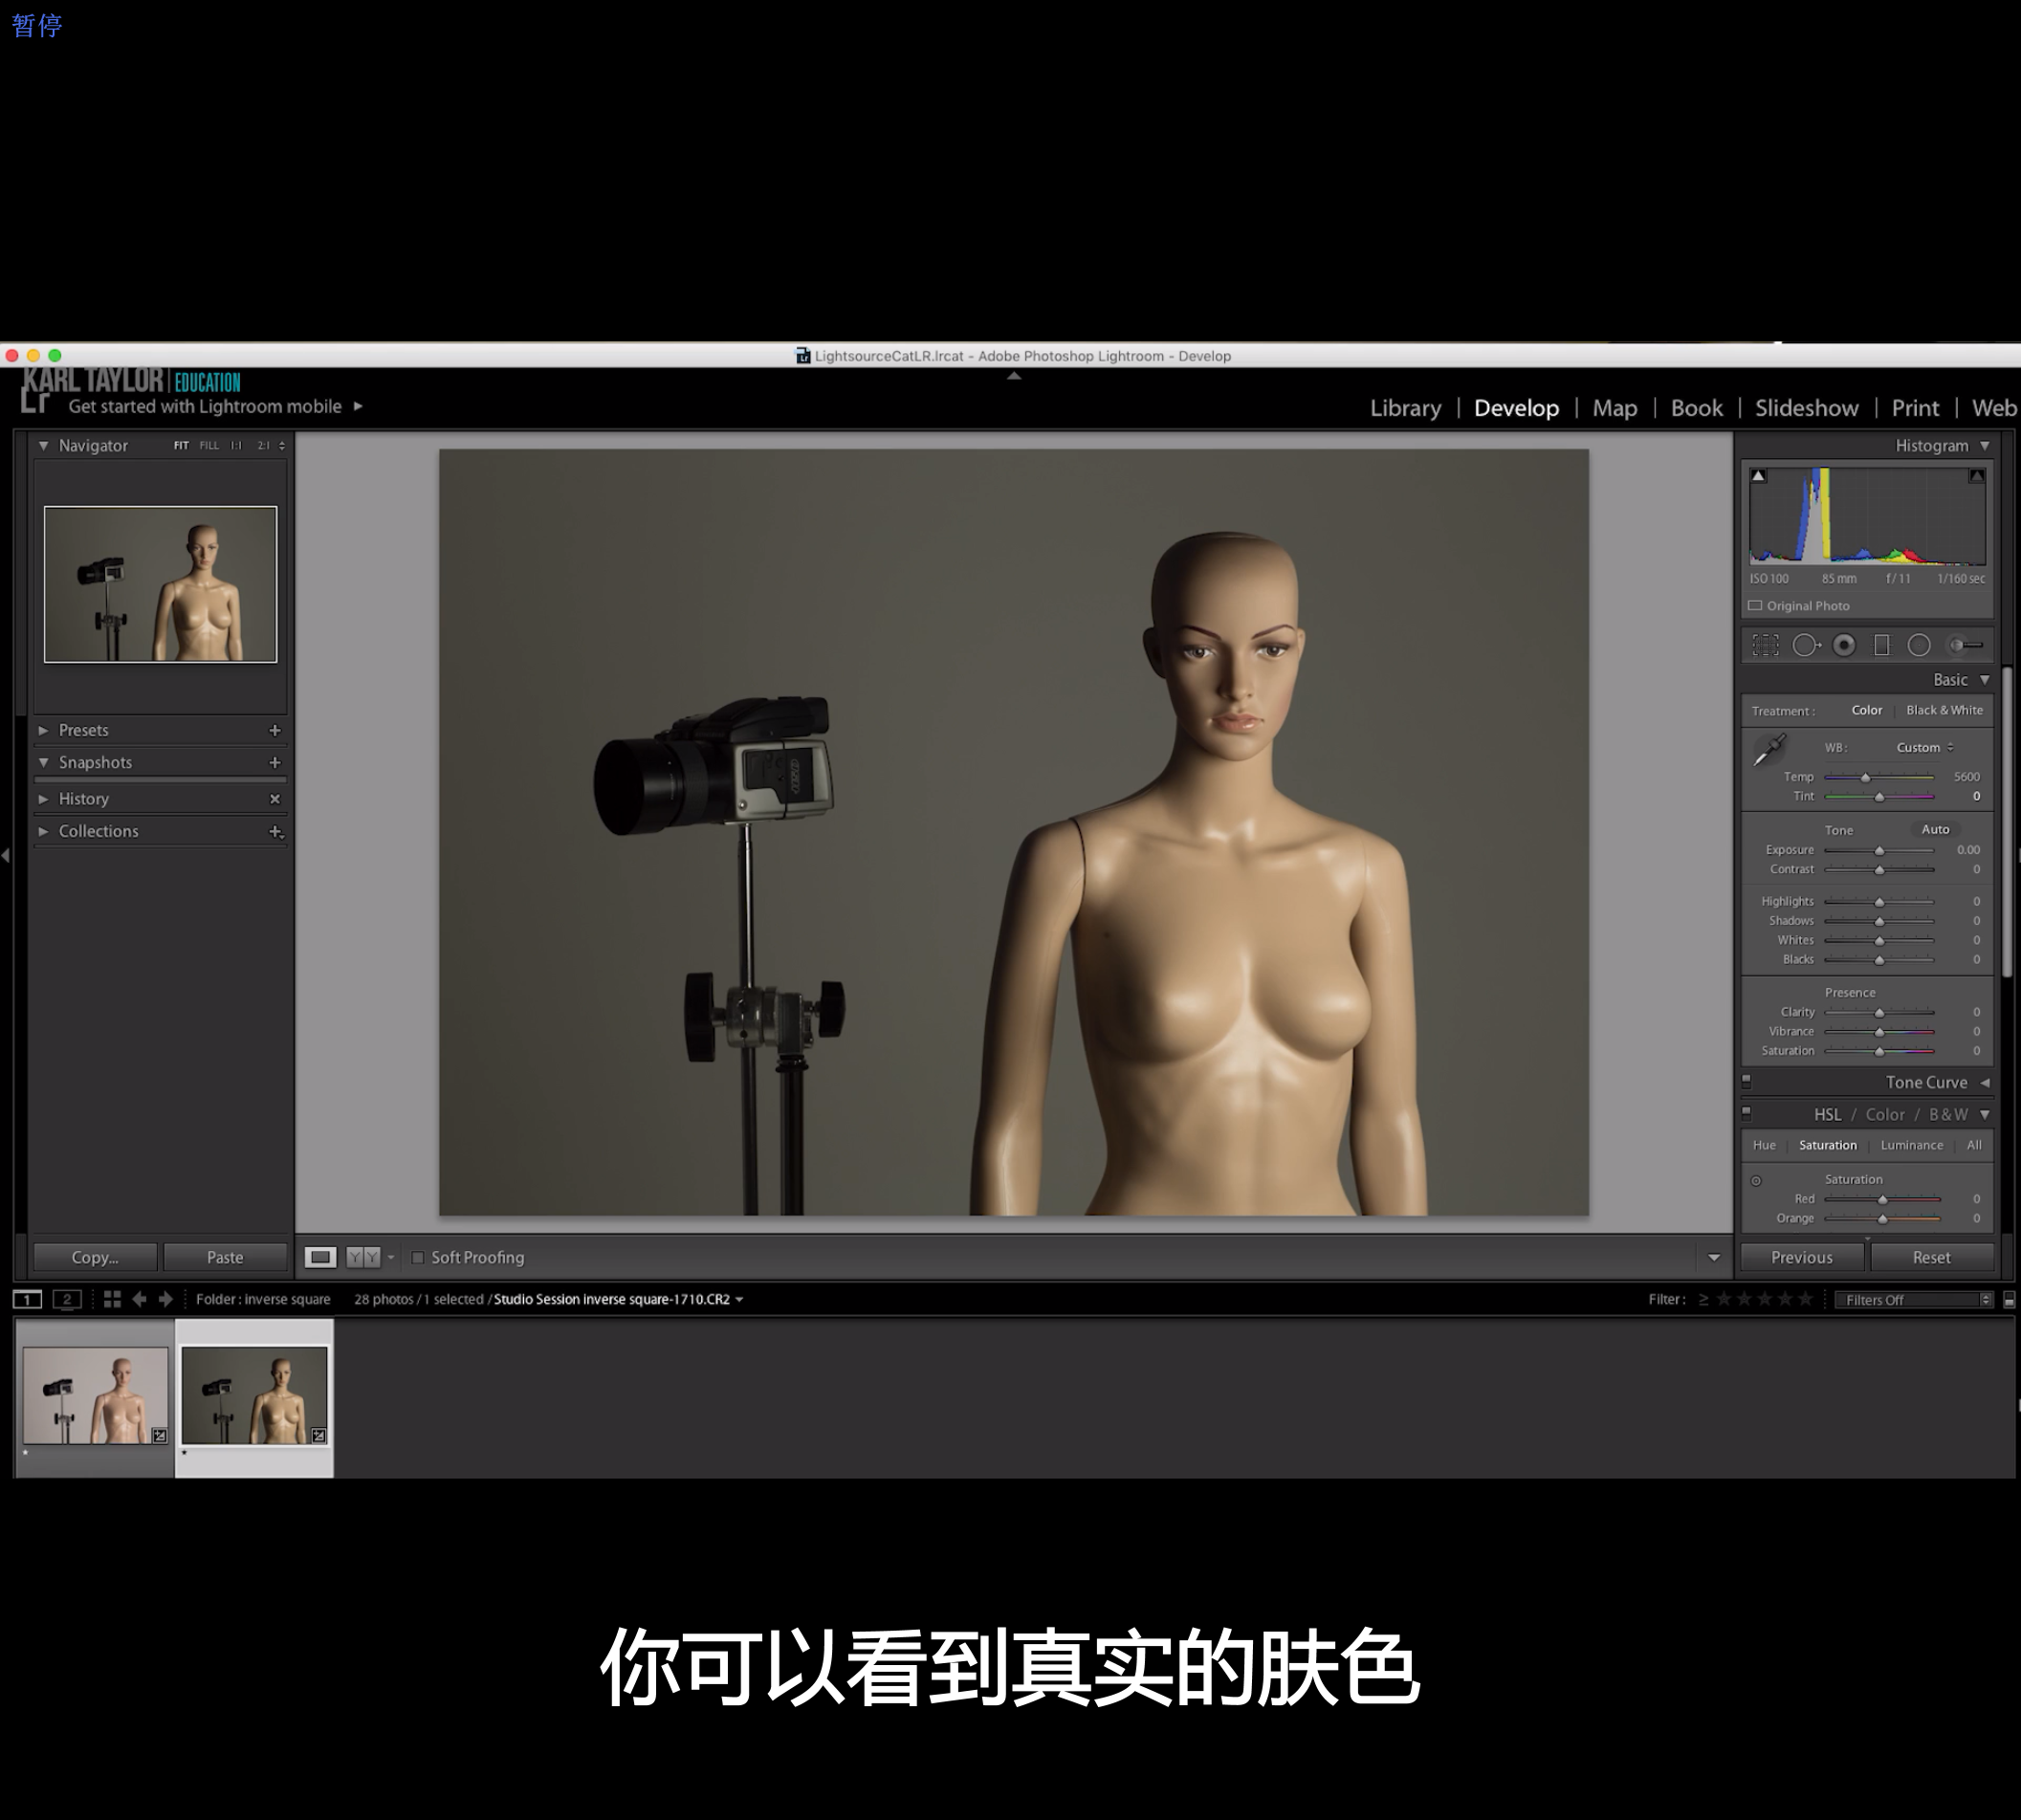 暂停
LightsourceCatLR.lrcat - Adobe Photoshop Lightroom - Develop
KARL TAYLOR | EDUCATION
Lr
Get started with Lightroom mobile
Library | Develop | Map | Book | Slideshow | Print | Web
Navigator FIT FILL 1:1 2:1
Presets
Snapshots
History
Collections
Copy... Paste
Soft Proofing
Histogram
ISO 100 85 mm f/11 1/160 sec
Original Photo
Basic
Treatment: Color Black & White
WB: Custom
Temp 5600
Tint 0
Tone Auto
Exposure 0.00
Contrast 0
Highlights 0
Shadows 0
Whites 0
Blacks 0
Presence
Clarity 0
Vibrance 0
Saturation 0
Tone Curve
HSL / Color / B & W
Hue Saturation Luminance All
Saturation
Red 0
Orange 0
Previous Reset
1 2 Folder: inverse square 28 photos / 1 selected / Studio Session inverse square-1710.CR2
Filter: ≥ Filters Off
你可以看到真实的肤色